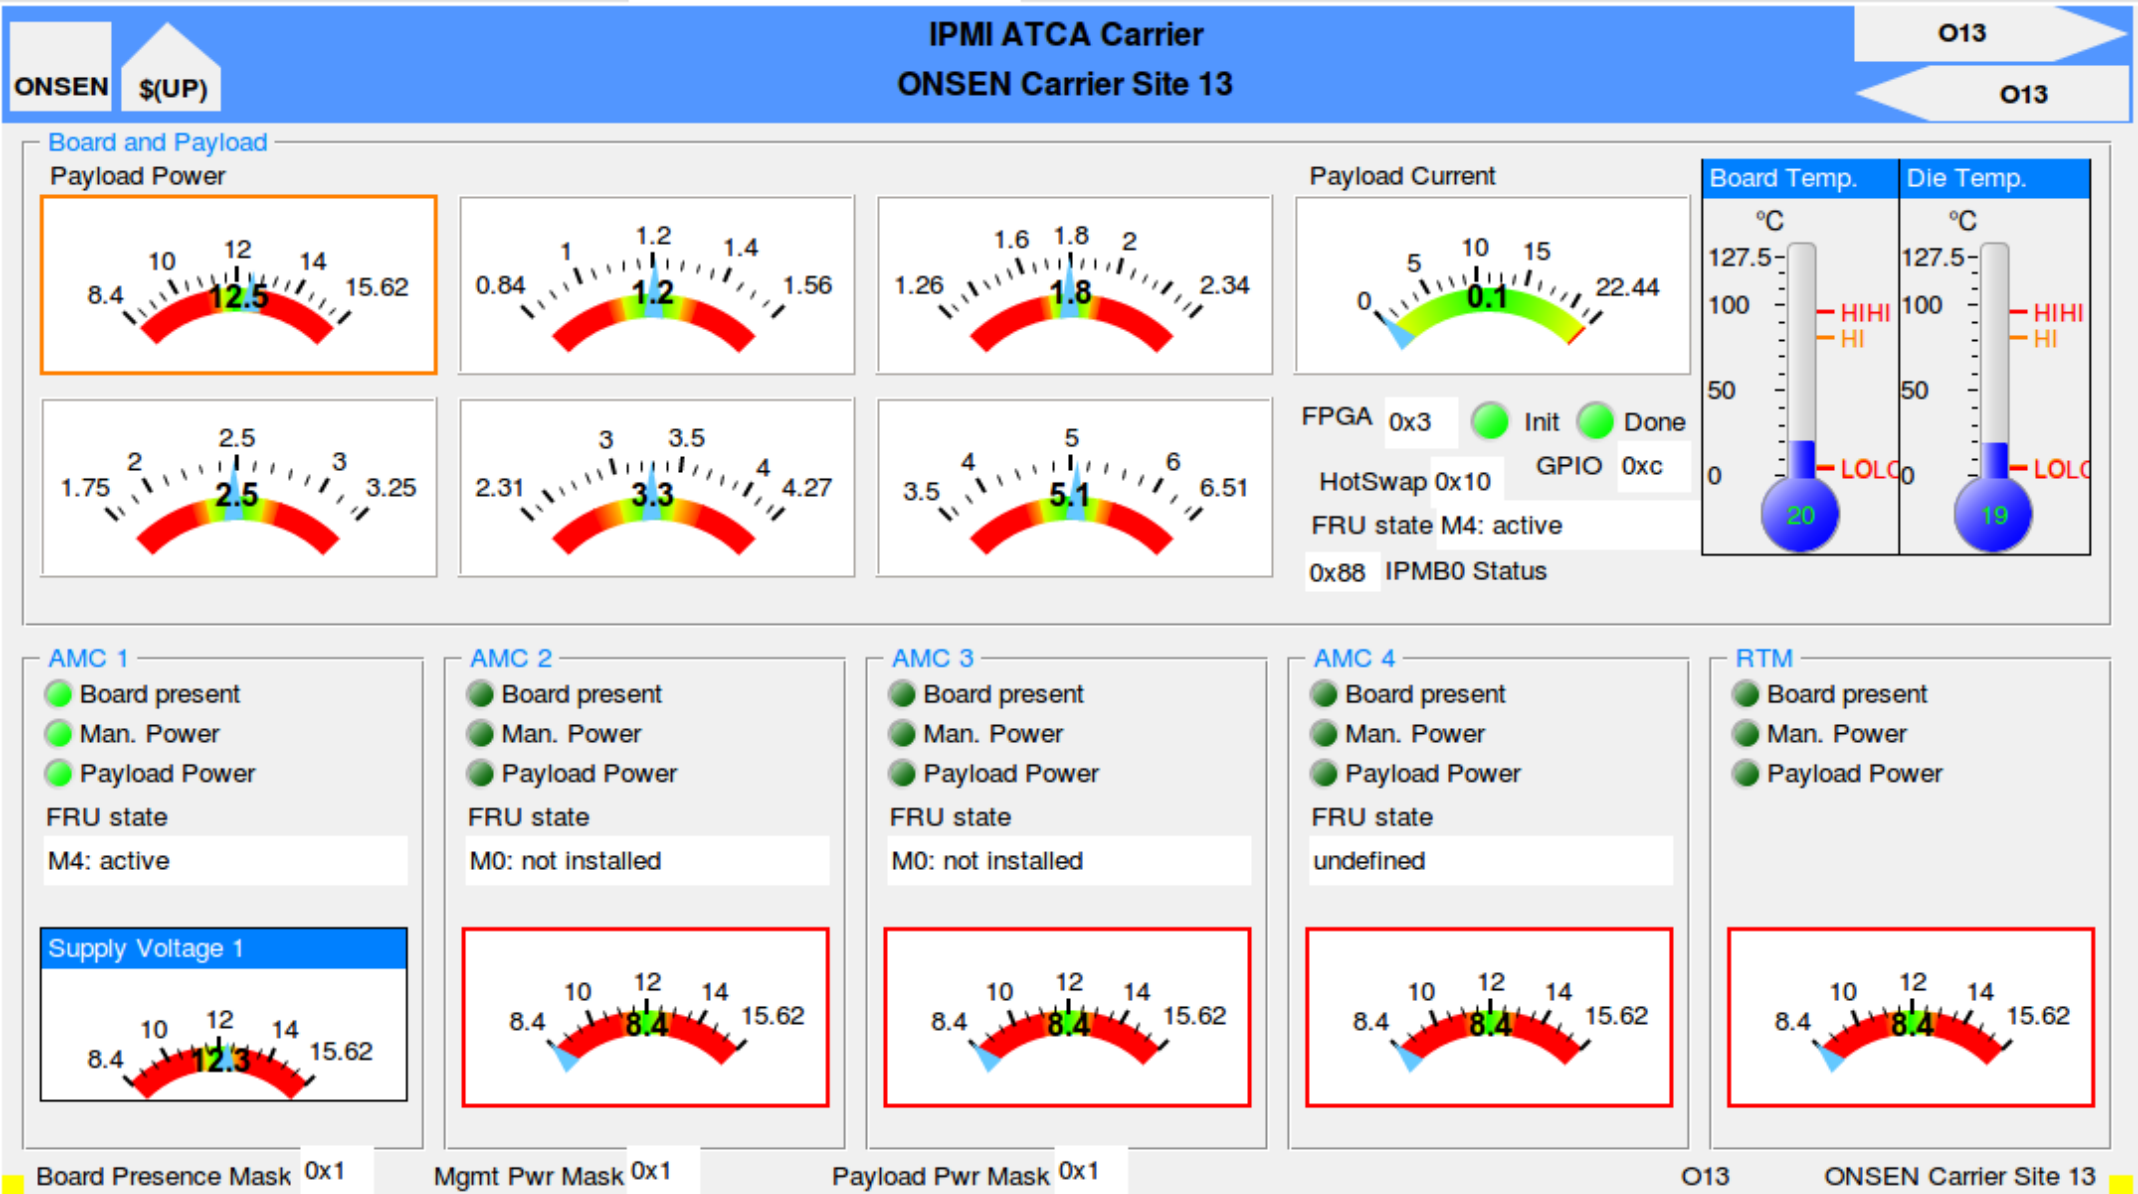 IPMI ATCA Carrier
ONSEN Carrier Site 13
ONSEN
$(UP)
O13
O13
Board and Payload
Payload Power
8.4 10 12 14 15.62
12.5
0.84 1 1.2 1.4 1.56
1.2
1.26 1.6 1.8 2 2.34
1.8
Payload Current
0 5 10 15 22.44
0.1
1.75 2 2.5 3 3.25
2.5
2.31 3 3.5 4 4.27
3.3
3.5 4 5 6 6.51
5.1
FPGA 0x3 Init Done
HotSwap 0x10 GPIO 0xc
FRU state M4: active
0x88 IPMB0 Status
Board Temp.
°C
127.5
100
50
0
HIHI
HI
LOLO
20
Die Temp.
°C
127.5
100
50
0
HIHI
HI
LOLO
19
AMC 1
Board present
Man. Power
Payload Power
FRU state
M4: active
Supply Voltage 1
8.4 10 12 14 15.62
12.3
AMC 2
Board present
Man. Power
Payload Power
FRU state
M0: not installed
8.4 10 12 14 15.62
8.4
AMC 3
Board present
Man. Power
Payload Power
FRU state
M0: not installed
8.4 10 12 14 15.62
8.4
AMC 4
Board present
Man. Power
Payload Power
FRU state
undefined
8.4 10 12 14 15.62
8.4
RTM
Board present
Man. Power
Payload Power
8.4 10 12 14 15.62
8.4
Board Presence Mask 0x1 Mgmt Pwr Mask 0x1 Payload Pwr Mask 0x1 O13 ONSEN Carrier Site 13